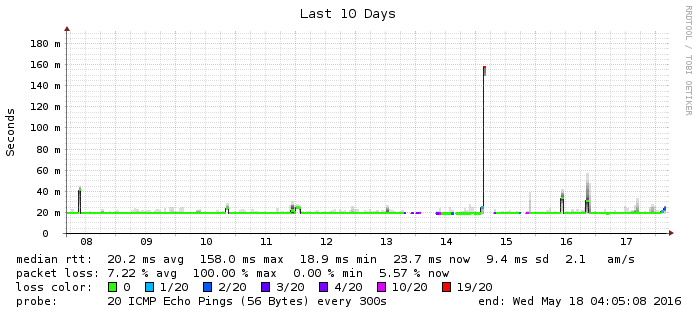 Last 10 Days
RRDTOOL / TOBI OETIKER
Seconds
180 m
160 m
140 m
120 m
100 m
80 m
60 m
40 m
20 m
0
08 09 10 11 12 13 14 15 16 17
median rtt: 20.2 ms avg 158.0 ms max 18.9 ms min 23.7 ms now 9.4 ms sd 2.1 am/s
packet loss: 7.22 % avg 100.00 % max 0.00 % min 5.57 % now
loss color: 0 1/20 2/20 3/20 4/20 10/20 19/20
probe: 20 ICMP Echo Pings (56 Bytes) every 300s end: Wed May 18 04:05:08 2016